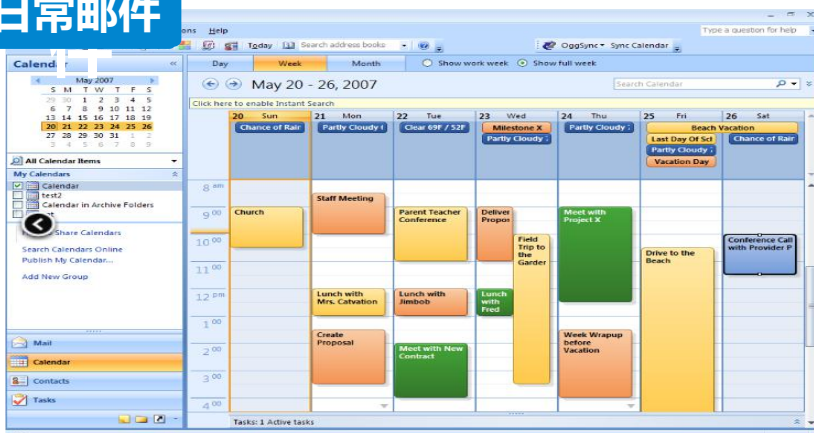 日常邮件
件
ons Help
Type a question for help
Today Search address books
OggSync Sync Calendar
Calendar
Day Week Month Show work week Show full week
May 2007
S M T W T F S
29 30 1 2 3 4 5
6 7 8 9 10 11 12
13 14 15 16 17 18 19
20 21 22 23 24 25 26
27 28 29 30 31 1 2
3 4 5 6 7 8 9
May 20 - 26, 2007
Search Calendar
Click here to enable Instant Search
20 Sun 21 Mon 22 Tue 23 Wed 24 Thu 25 Fri 26 Sat
Chance of Rain
Partly Cloudy (
Clear 69F / 52F
Milestone X
Partly Cloudy
Partly Cloudy
Beach Vacation
Last Day Of Scl
Chance of Rain
Partly Cloudy
Vacation Day
All Calendar Items
My Calendars
Calendar
test2
Calendar in Archive Folders
Share Calendars
Search Calendars Online
Publish My Calendar...
Add New Group
Mail
Calendar
Contacts
Tasks
8 am
9 00
10 00
11 00
12 pm
1 00
2 00
3 00
4 00
Church
Staff Meeting
Lunch with
Mrs. Catvation
Create
Proposal
Parent Teacher
Conference
Lunch with
Jimbob
Meet with New
Contract
Deliver
Propos
Field
Trip to
the
Garder
Lunch
with
Fred
Meet with
Project X
Week Wrapup
before
Vacation
Drive to the
Beach
Conference Call
with Provider P
Tasks: 1 Active tasks